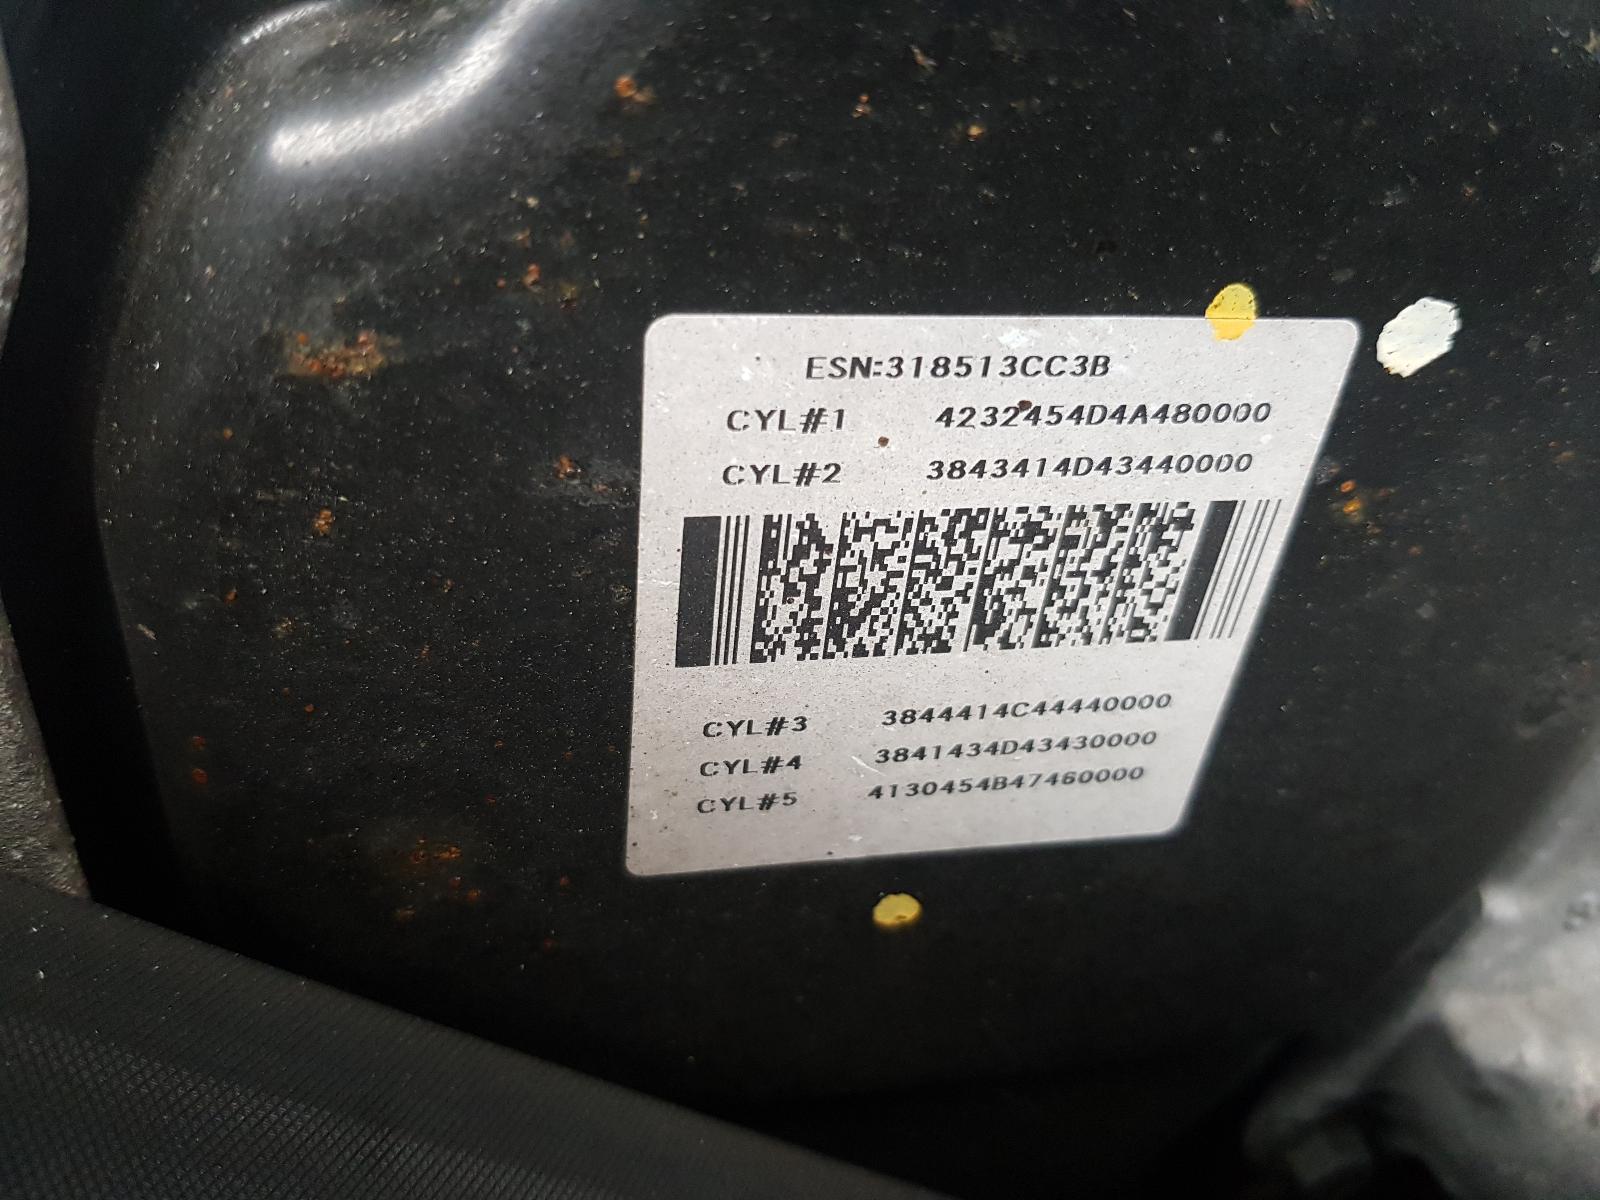 ESN:318513CC3B
CYL#1 4232454D4A480000
CYL#2 3843414D43440000
CYL#3 3844414C44440000
CYL#4 3841434D43430000
CYL#5 4130454B47460000